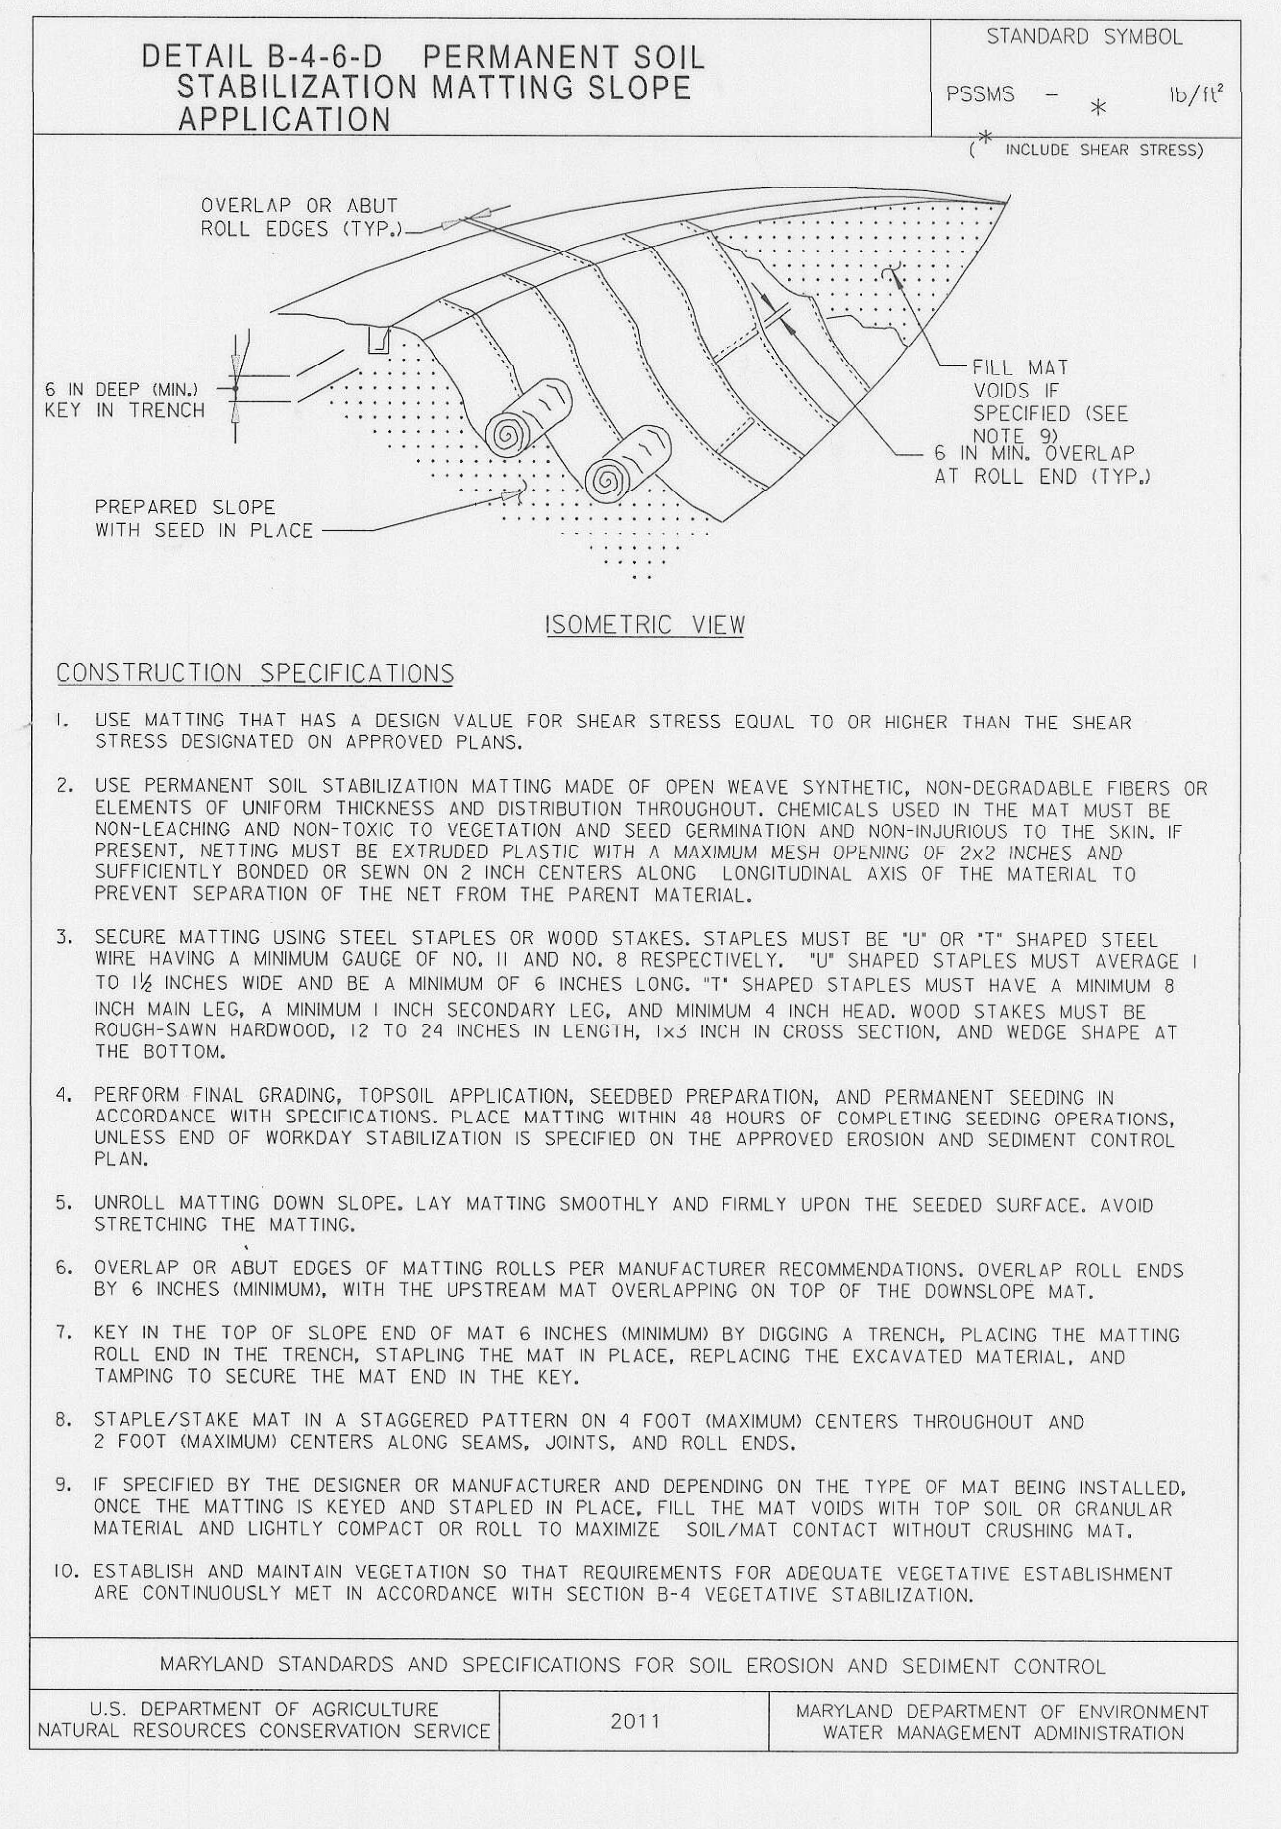 DETAIL B-4-6-D PERMANENT SOIL
STABILIZATION MATTING SLOPE
APPLICATION
STANDARD SYMBOL
PSSMS - * lb/ft²
(* INCLUDE SHEAR STRESS)
OVERLAP OR ABUT
ROLL EDGES (TYP.)
6 IN DEEP (MIN.)
KEY IN TRENCH
PREPARED SLOPE
WITH SEED IN PLACE
FILL MAT
VOIDS IF
SPECIFIED (SEE
NOTE 9)
6 IN MIN. OVERLAP
AT ROLL END (TYP.)
ISOMETRIC VIEW
CONSTRUCTION SPECIFICATIONS
1. USE MATTING THAT HAS A DESIGN VALUE FOR SHEAR STRESS EQUAL TO OR HIGHER THAN THE SHEAR
STRESS DESIGNATED ON APPROVED PLANS.
2. USE PERMANENT SOIL STABILIZATION MATTING MADE OF OPEN WEAVE SYNTHETIC, NON-DEGRADABLE FIBERS OR
ELEMENTS OF UNIFORM THICKNESS AND DISTRIBUTION THROUGHOUT. CHEMICALS USED IN THE MAT MUST BE
NON-LEACHING AND NON-TOXIC TO VEGETATION AND SEED GERMINATION AND NON-INJURIOUS TO THE SKIN. IF
PRESENT, NETTING MUST BE EXTRUDED PLASTIC WITH A MAXIMUM MESH OPENING OF 2x2 INCHES AND
SUFFICIENTLY BONDED OR SEWN ON 2 INCH CENTERS ALONG LONGITUDINAL AXIS OF THE MATERIAL TO
PREVENT SEPARATION OF THE NET FROM THE PARENT MATERIAL.
3. SECURE MATTING USING STEEL STAPLES OR WOOD STAKES. STAPLES MUST BE "U" OR "T" SHAPED STEEL
WIRE HAVING A MINIMUM GAUGE OF NO. 11 AND NO. 8 RESPECTIVELY. "U" SHAPED STAPLES MUST AVERAGE 1
TO 1½ INCHES WIDE AND BE A MINIMUM OF 6 INCHES LONG. "T" SHAPED STAPLES MUST HAVE A MINIMUM 8
INCH MAIN LEG, A MINIMUM 1 INCH SECONDARY LEG, AND MINIMUM 4 INCH HEAD. WOOD STAKES MUST BE
ROUGH-SAWN HARDWOOD, 12 TO 24 INCHES IN LENGTH, 1x3 INCH IN CROSS SECTION, AND WEDGE SHAPE AT
THE BOTTOM.
4. PERFORM FINAL GRADING, TOPSOIL APPLICATION, SEEDBED PREPARATION, AND PERMANENT SEEDING IN
ACCORDANCE WITH SPECIFICATIONS. PLACE MATTING WITHIN 48 HOURS OF COMPLETING SEEDING OPERATIONS,
UNLESS END OF WORKDAY STABILIZATION IS SPECIFIED ON THE APPROVED EROSION AND SEDIMENT CONTROL
PLAN.
5. UNROLL MATTING DOWN SLOPE. LAY MATTING SMOOTHLY AND FIRMLY UPON THE SEEDED SURFACE. AVOID
STRETCHING THE MATTING.
6. OVERLAP OR ABUT EDGES OF MATTING ROLLS PER MANUFACTURER RECOMMENDATIONS. OVERLAP ROLL ENDS
BY 6 INCHES (MINIMUM), WITH THE UPSTREAM MAT OVERLAPPING ON TOP OF THE DOWNSLOPE MAT.
7. KEY IN THE TOP OF SLOPE END OF MAT 6 INCHES (MINIMUM) BY DIGGING A TRENCH, PLACING THE MATTING
ROLL END IN THE TRENCH, STAPLING THE MAT IN PLACE, REPLACING THE EXCAVATED MATERIAL, AND
TAMPING TO SECURE THE MAT END IN THE KEY.
8. STAPLE/STAKE MAT IN A STAGGERED PATTERN ON 4 FOOT (MAXIMUM) CENTERS THROUGHOUT AND
2 FOOT (MAXIMUM) CENTERS ALONG SEAMS, JOINTS, AND ROLL ENDS.
9. IF SPECIFIED BY THE DESIGNER OR MANUFACTURER AND DEPENDING ON THE TYPE OF MAT BEING INSTALLED,
ONCE THE MATTING IS KEYED AND STAPLED IN PLACE, FILL THE MAT VOIDS WITH TOP SOIL OR GRANULAR
MATERIAL AND LIGHTLY COMPACT OR ROLL TO MAXIMIZE SOIL/MAT CONTACT WITHOUT CRUSHING MAT.
10. ESTABLISH AND MAINTAIN VEGETATION SO THAT REQUIREMENTS FOR ADEQUATE VEGETATIVE ESTABLISHMENT
ARE CONTINUOUSLY MET IN ACCORDANCE WITH SECTION B-4 VEGETATIVE STABILIZATION.
MARYLAND STANDARDS AND SPECIFICATIONS FOR SOIL EROSION AND SEDIMENT CONTROL
U.S. DEPARTMENT OF AGRICULTURE
NATURAL RESOURCES CONSERVATION SERVICE
2011
MARYLAND DEPARTMENT OF ENVIRONMENT
WATER MANAGEMENT ADMINISTRATION